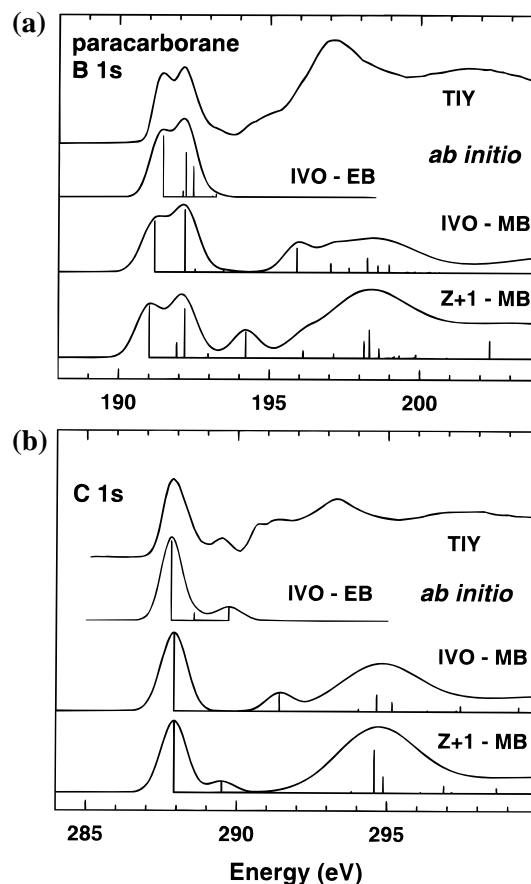 (a)
paracarborane
B 1s
TIY
ab initio
IVO - EB
IVO - MB
Z+1 - MB
190 195 200
(b)
C 1s
TIY
IVO - EB ab initio
IVO - MB
Z+1 - MB
285 290 295
Energy (eV)